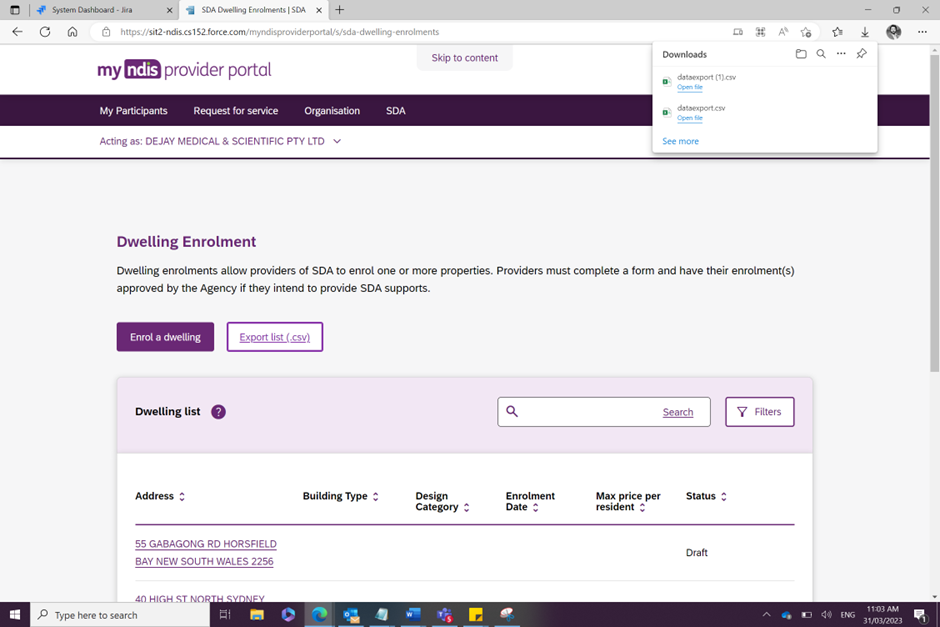 System Dashboard - Jira
SDA Dwelling Enrolments | SDA
https://sit2-ndis.cs152.force.com/myndisproviderportal/s/sda-dwelling-enrolments
Skip to content
Downloads
dataexport (1).csv
Open file
dataexport.csv
Open file
See more
my ndis provider portal
My Participants Request for service Organisation SDA
Acting as: DEJAY MEDICAL & SCIENTIFIC PTY LTD
Dwelling Enrolment
Dwelling enrolments allow providers of SDA to enrol one or more properties. Providers must complete a form and have their enrolment(s)
approved by the Agency if they intend to provide SDA supports.
Enrol a dwelling Export list (.csv)
Dwelling list ? Search Filters
Address Building Type Design Category Enrolment Date Max price per resident Status
55 GABAGONG RD HORSFIELD
BAY NEW SOUTH WALES 2256
Draft
40 HIGH ST NORTH SYDNEY
Type here to search
ENG
11:03 AM
31/03/2023